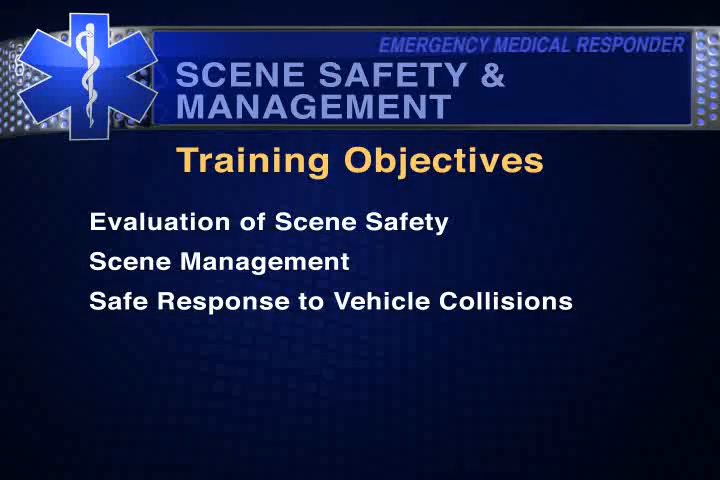 EMERGENCY MEDICAL RESPONDER
SCENE SAFETY &
MANAGEMENT
Training Objectives
Evaluation of Scene Safety
Scene Management
Safe Response to Vehicle Collisions